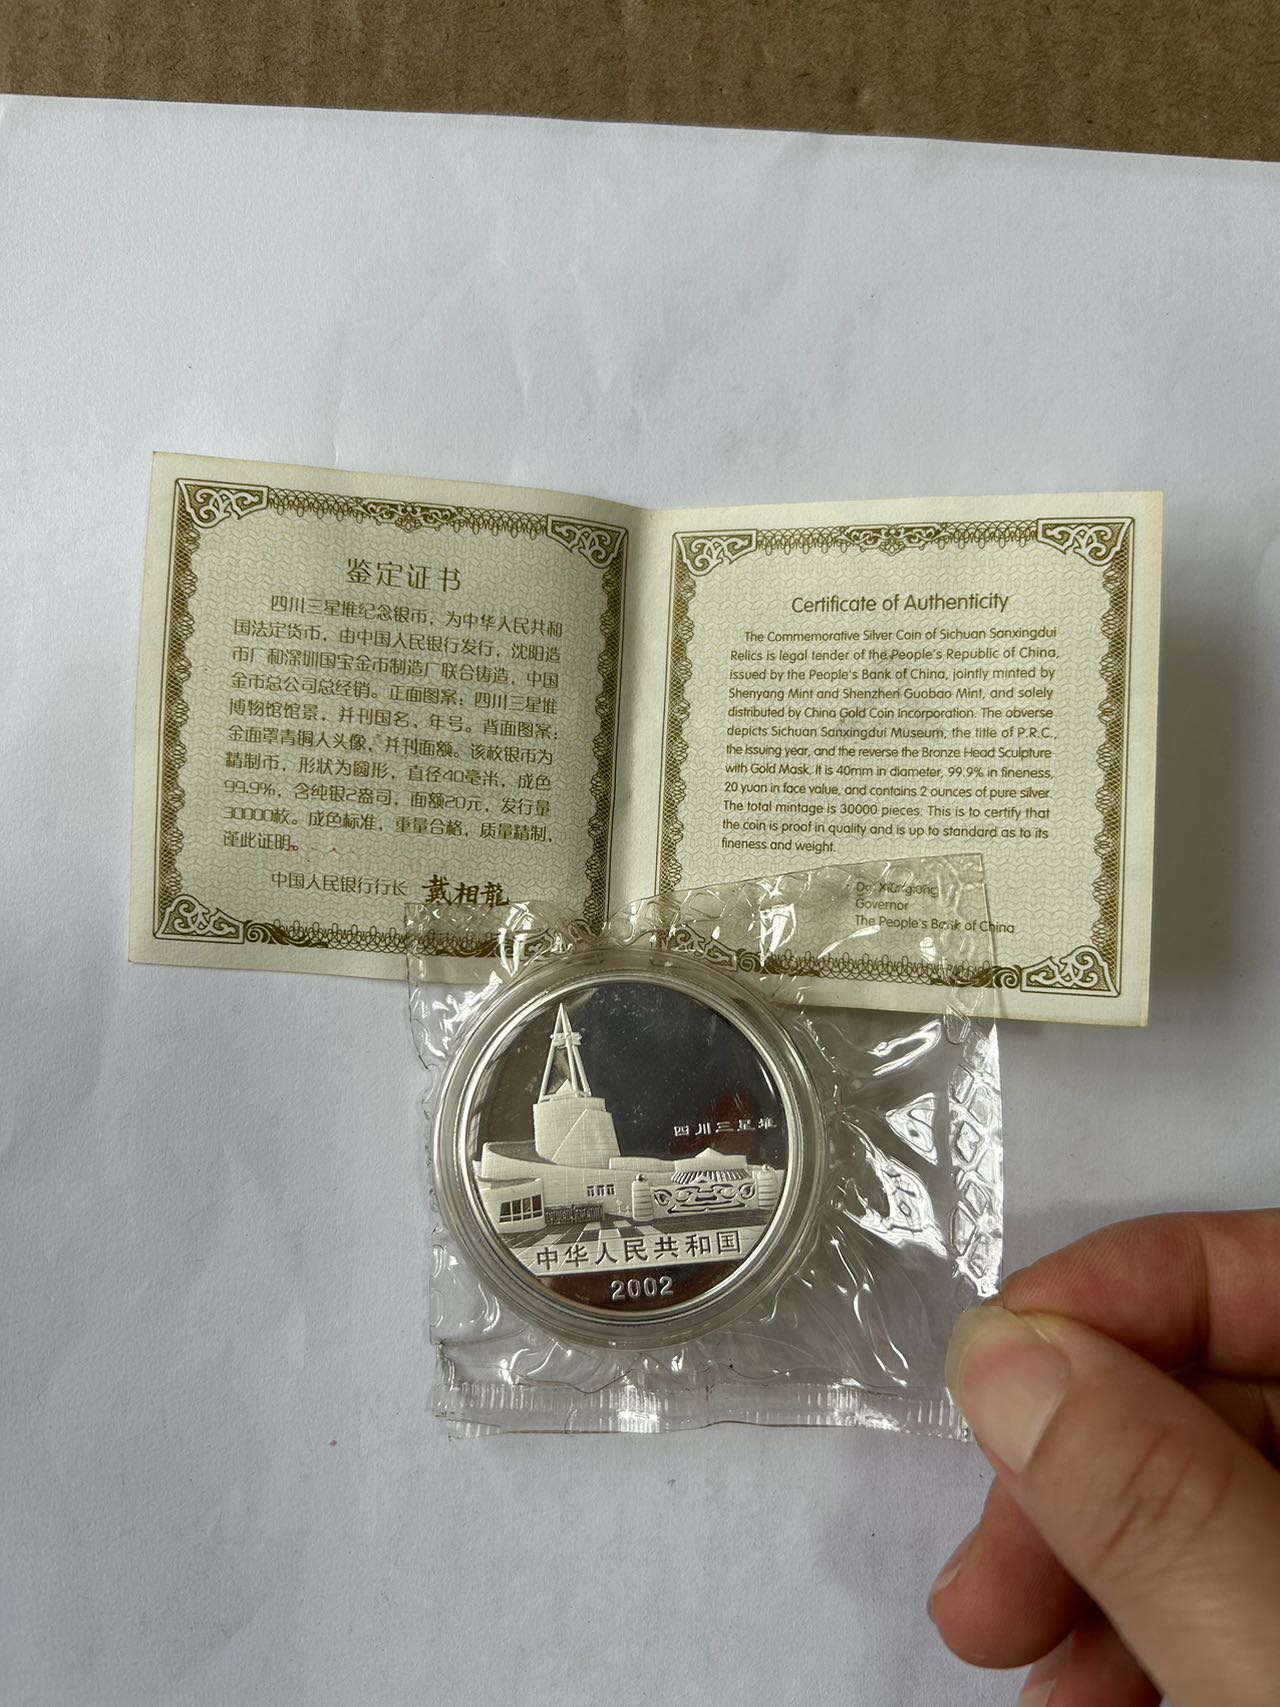 鉴定证书
四川三星堆纪念银币，为中华人民共和
国法定货币，由中国人民银行发行，沈阳造
币厂和深圳国宝金币制造厂联合铸造，中国
金币总公司总经销。正面图案：四川三星堆
博物馆馆景，并刊国名、年号。背面图案：
金面罩青铜人头像，并刊面额。该枚银币为
精制币，形状为圆形，直径40毫米，成色
99.9%，含纯银2盎司，面额20元，发行量
30000枚。成色标准，重量合格，质量精制，
谨此证明。
中国人民银行行长 戴相龍
Certificate of Authenticity
The Commemorative Silver Coin of Sichuan Sanxingdui
Relics is legal tender of the People's Republic of China,
issued by the People's Bank of China, jointly minted by
Shenyang Mint and Shenzhen Guobao Mint, and solely
distributed by China Gold Coin Incorporation. The obverse
depicts Sichuan Sanxingdui Museum, the title of P.R.C.,
the issuing year, and the reverse the Bronze Head Sculpture
with Gold Mask. It is 40mm in diameter, 99.9% in fineness,
20 yuan in face value, and contains 2 ounces of pure silver.
The total mintage is 30000 pieces. This is to certify that
the coin is proof in quality and is up to standard as to its
fineness and weight.
Dai Xianglong
Governor
The People's Bank of China
四川三星堆
中华人民共和国
2002